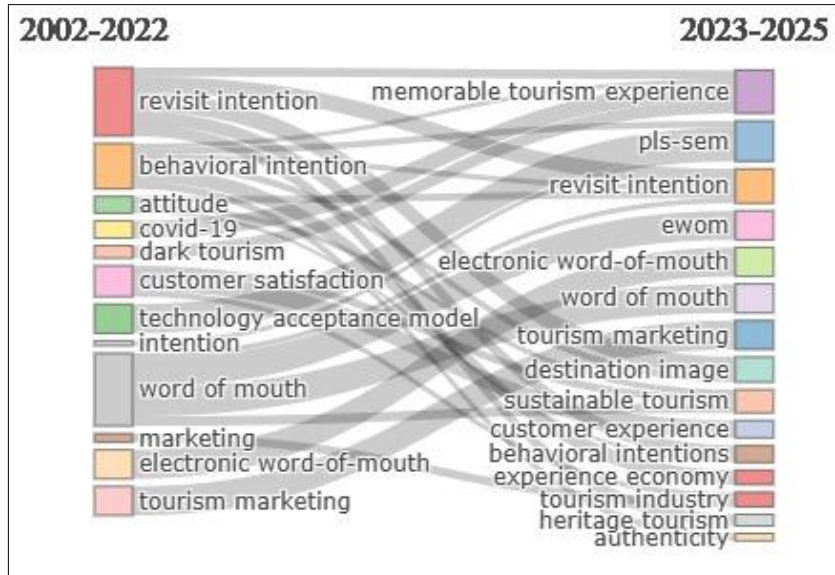 2002-2022
revisit intention
behavioral intention
attitude
covid-19
dark tourism
customer satisfaction
technology acceptance model
intention
word of mouth
marketing
electronic word-of-mouth
tourism marketing
2023-2025
memorable tourism experience
pls-sem
revisit intention
ewom
electronic word-of-mouth
word of mouth
tourism marketing
destination image
sustainable tourism
customer experience
behavioral intentions
experience economy
tourism industry
heritage tourism
authenticity